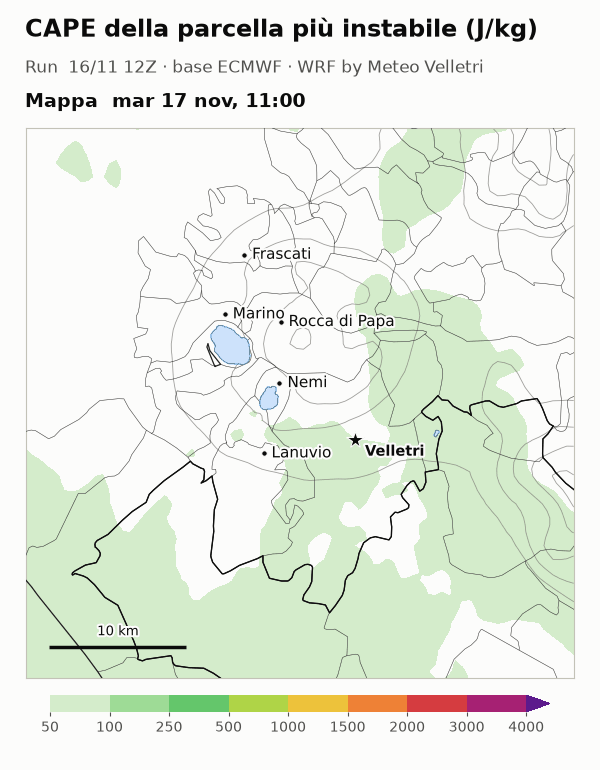 CAPE della parcella più instabile (J/kg)
Run  16/11 12Z · base ECMWF · WRF by Meteo Velletri
Mappa  mar 17 nov, 11:00
Frascati
Marino
Rocca di Papa
Nemi
Velletri
Lanuvio
10 km
50 100 250 500 1000 1500 2000 3000 4000